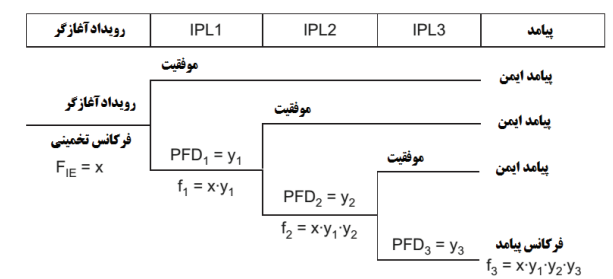 رویداد آغازگر IPL1 IPL2 IPL3 پیامد
موفقیت پیامد ایمن
رویداد آغازگر موفقیت پیامد ایمن
فرکانس تخمینی PFD₁ = y₁ موفقیت پیامد ایمن
F_IE = x f₁ = x·y₁ PFD₂ = y₂
f₂ = x·y₁·y₂ PFD₃ = y₃ فرکانس پیامد
f₃ = x·y₁·y₂·y₃